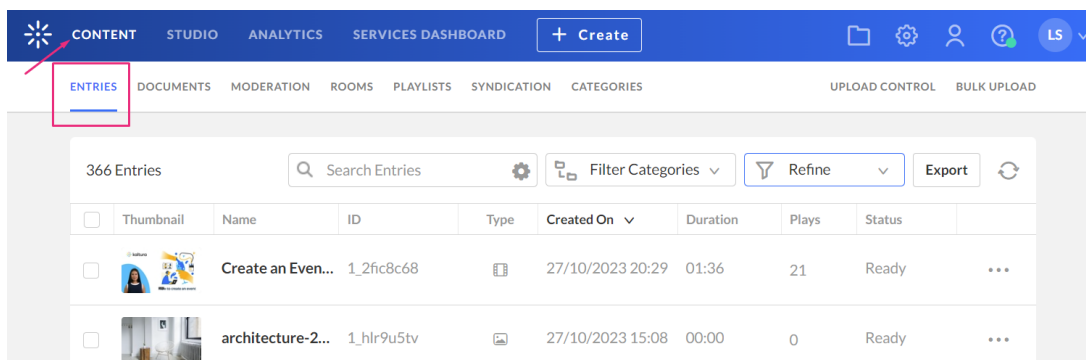 CONTENT STUDIO ANALYTICS SERVICES DASHBOARD + Create LS
ENTRIES DOCUMENTS MODERATION ROOMS PLAYLISTS SYNDICATION CATEGORIES UPLOAD CONTROL BULK UPLOAD
366 Entries Search Entries Filter Categories Refine Export
Thumbnail Name ID Type Created On Duration Plays Status
kaltura
Create an Even... 1_2fic8c68 27/10/2023 20:29 01:36 21 Ready
architecture-2... 1_hlr9u5tv 27/10/2023 15:08 00:00 0 Ready